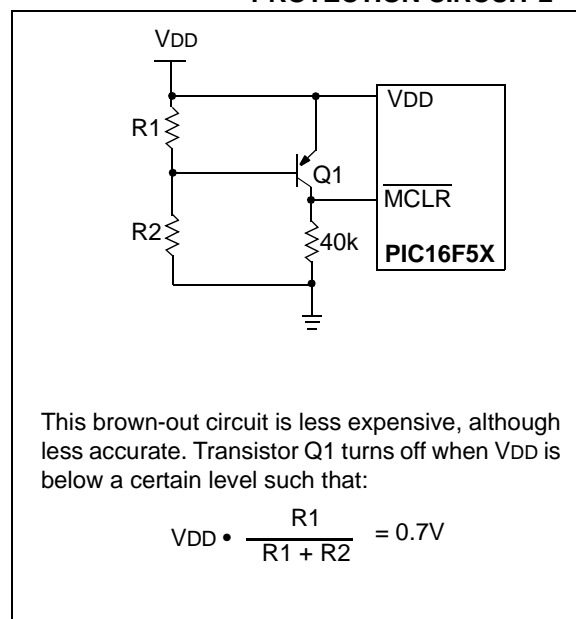 PROTECTION CIRCUIT 2
VDD
VDD
R1
Q1
MCLR
R2
40k
PIC16F5X
This brown-out circuit is less expensive, although
less accurate. Transistor Q1 turns off when VDD is
below a certain level such that:
VDD • R1 / R1 + R2 = 0.7V